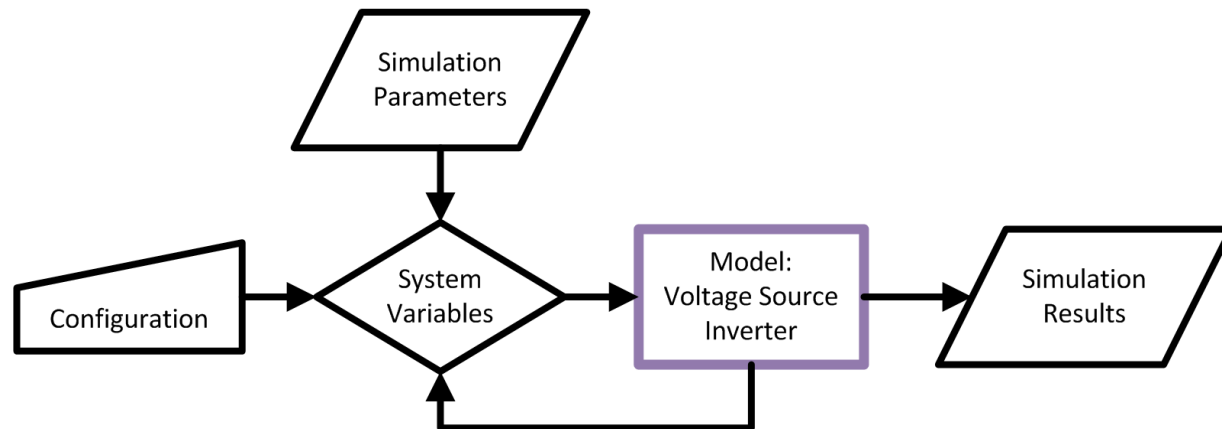 Simulation
Parameters
Configuration
System
Variables
Model:
Voltage Source
Inverter
Simulation
Results